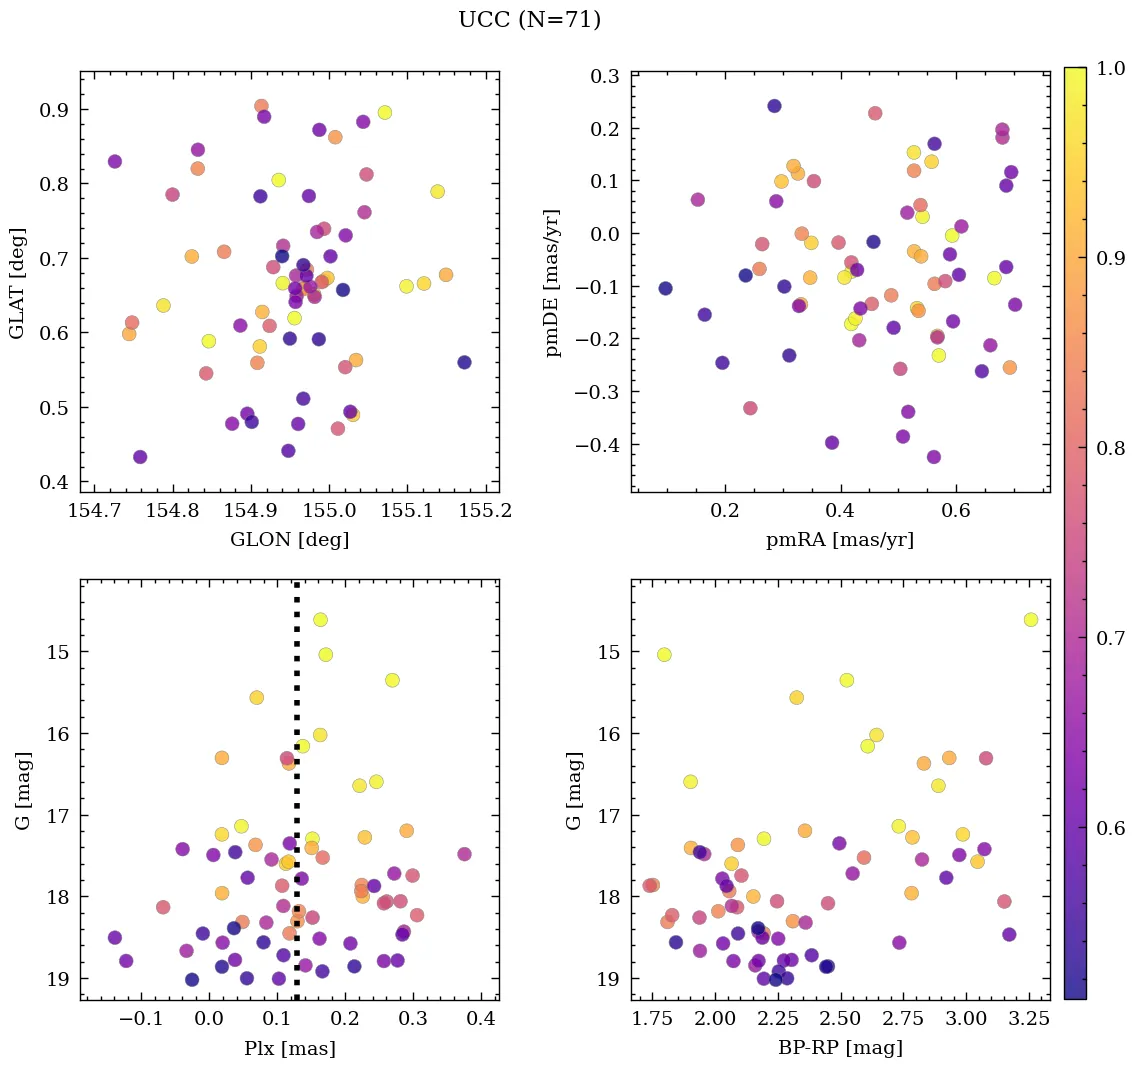 UCC (N=71)
0.9
0.8
0.7
0.6
0.5
0.4
GLAT [deg]
154.7 154.8 154.9 155.0 155.1 155.2
GLON [deg]
0.3
0.2
0.1
0.0
−0.1
−0.2
−0.3
−0.4
pmDE [mas/yr]
0.2 0.4 0.6
pmRA [mas/yr]
1.0
0.9
0.8
0.7
0.6
15
16
17
18
19
G [mag]
−0.1 0.0 0.1 0.2 0.3 0.4
Plx [mas]
15
16
17
18
19
G [mag]
1.75 2.00 2.25 2.50 2.75 3.00 3.25
BP-RP [mag]